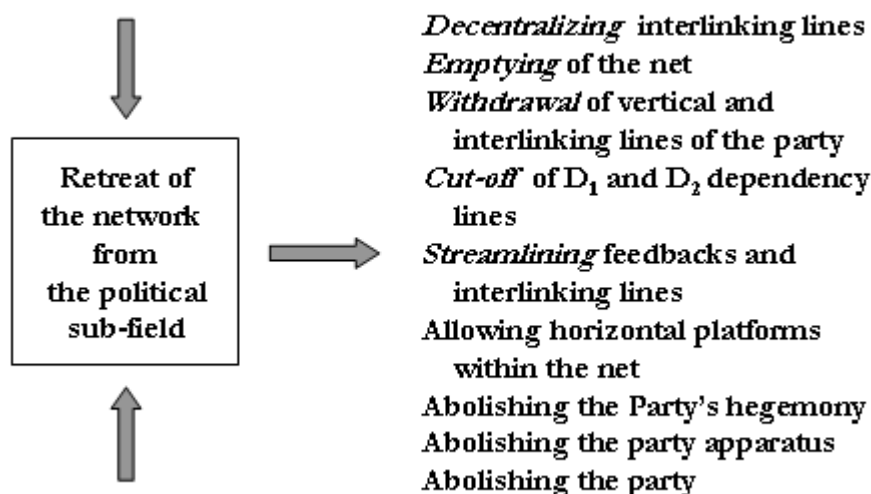 Retreat of
the network
from
the political
sub-field
Decentralizing interlinking lines
Emptying of the net
Withdrawal of vertical and
interlinking lines of the party
Cut-off of D₁ and D₂ dependency
lines
Streamlining feedbacks and
interlinking lines
Allowing horizontal platforms
within the net
Abolishing the Party's hegemony
Abolishing the party apparatus
Abolishing the party